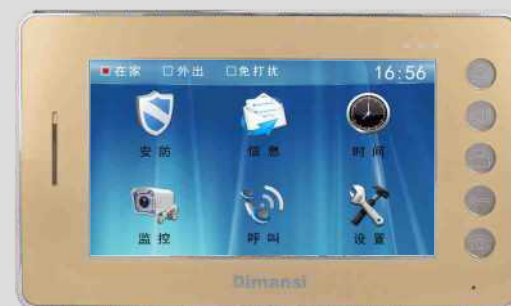 在家 外出 免打扰 16:56
安防 信息 时间
监控 呼叫 设置
Dimansi